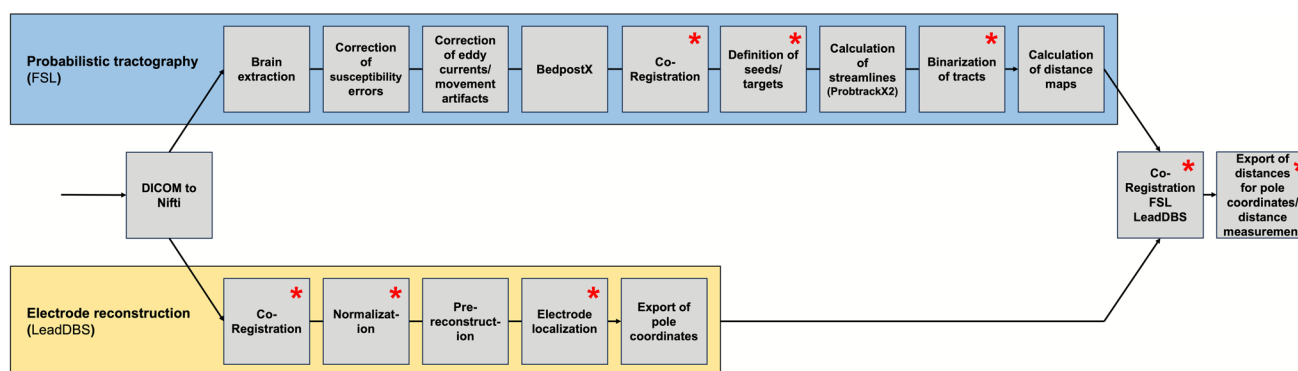 Probabilistic tractography
(FSL)
Brain
extraction
Correction
of
susceptibility
errors
Correction
of eddy
currents/
movement
artifacts
BedpostX
*
Co-
Registration
*
Definition of
seeds/
targets
Calculation
of
streamlines
(ProbtrackX2)
*
Binarization
of tracts
Calculation
of distance
maps
DICOM to
Nifti
*
Co-
Registration
FSL
LeadDBS
*
Export of
distances
for pole
coordinates/
distance
measurement
Electrode reconstruction
(LeadDBS)
*
Co-
Registration
*
Normalizat-
ion
Pre-
reconstruct-
ion
*
Electrode
localization
Export of
pole
coordinates